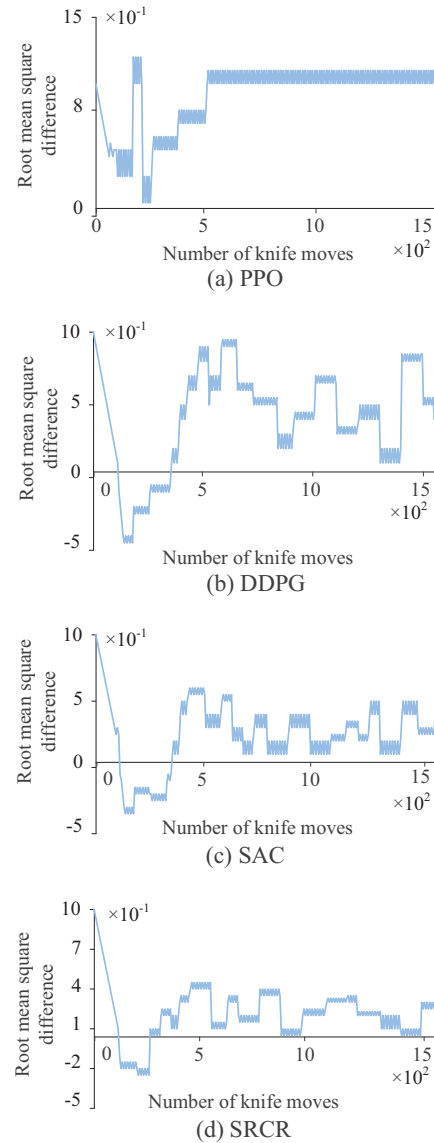 15
×10⁻¹
8
0
Root mean square
difference
0
5
10
15
Number of knife moves
×10²
(a) PPO
10
×10⁻¹
5
0
-5
Root mean square
difference
0
5
10
15
×10²
Number of knife moves
(b) DDPG
10
×10⁻¹
5
0
-5
Root mean square
difference
0
5
10
15
×10²
Number of knife moves
(c) SAC
10
×10⁻¹
7
4
1
-2
-5
Root mean square
difference
0
5
10
15
×10²
Number of knife moves
(d) SRCR